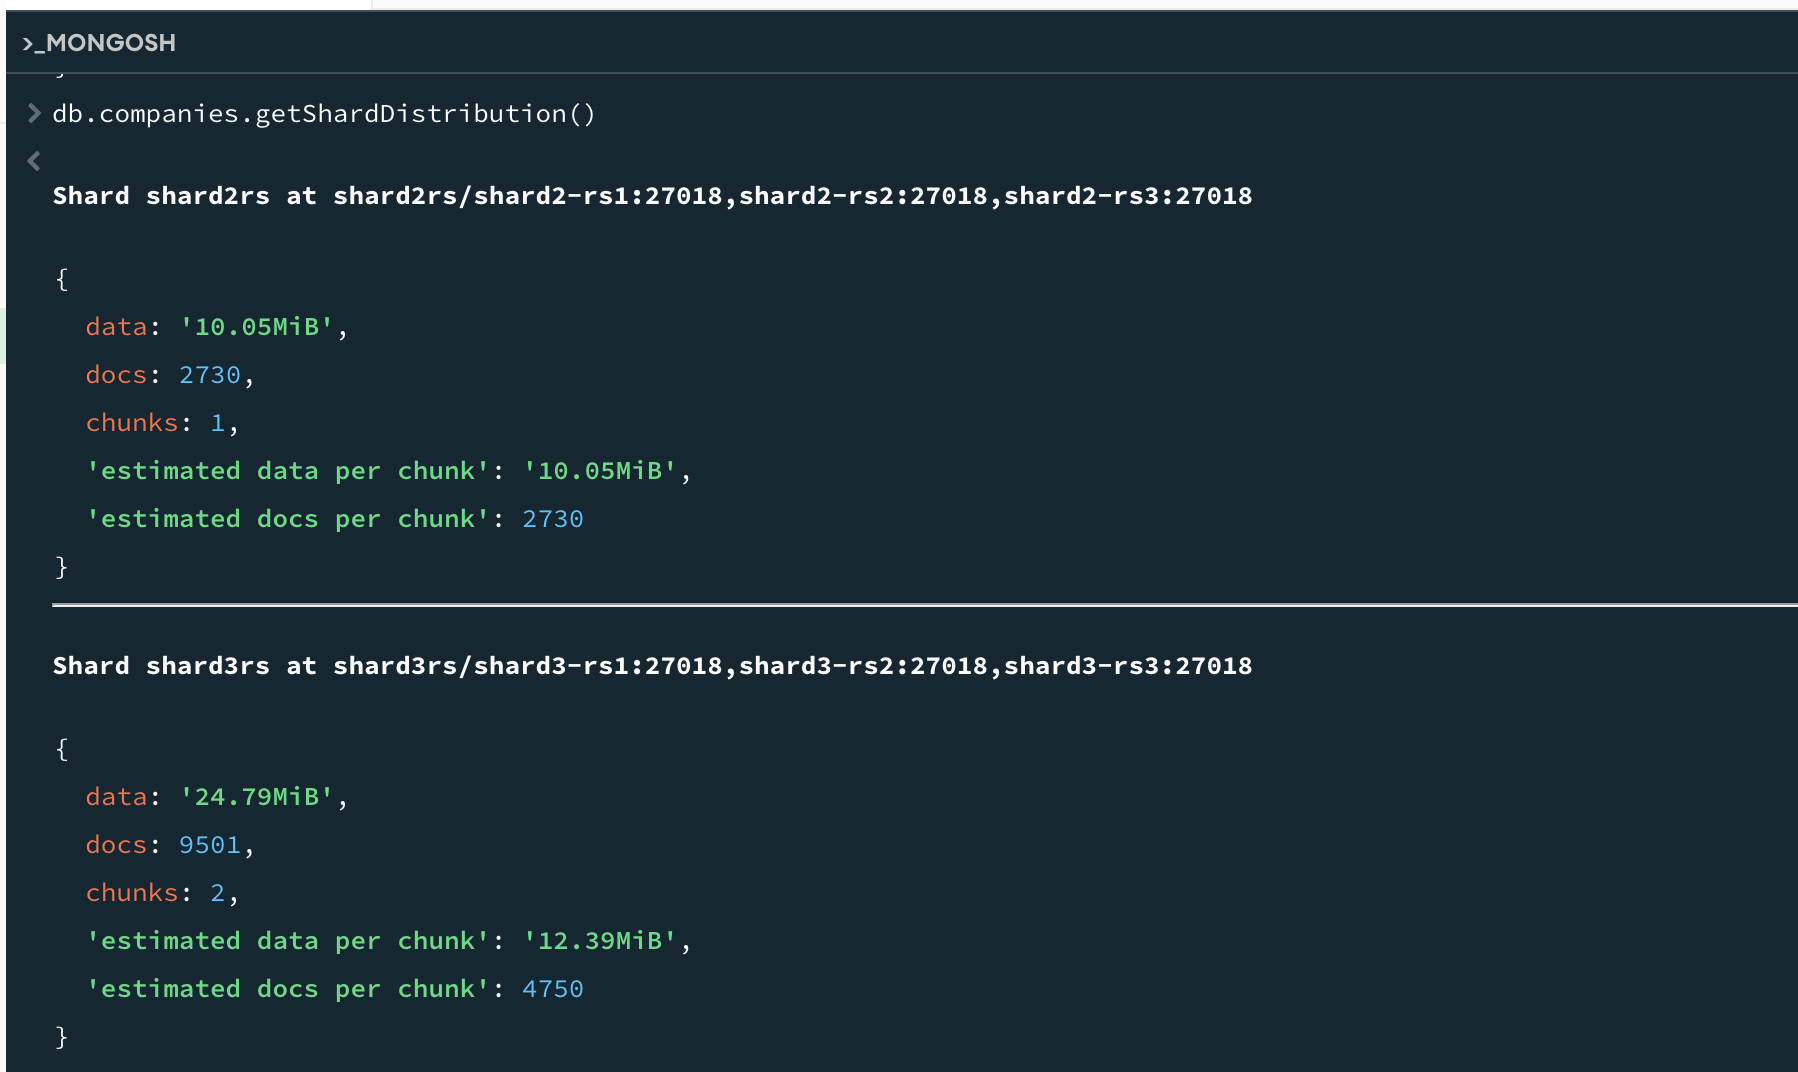 >_MONGOSH
> db.companies.getShardDistribution()
<
Shard shard2rs at shard2rs/shard2-rs1:27018,shard2-rs2:27018,shard2-rs3:27018
{
  data: '10.05MiB',
  docs: 2730,
  chunks: 1,
  'estimated data per chunk': '10.05MiB',
  'estimated docs per chunk': 2730
}
Shard shard3rs at shard3rs/shard3-rs1:27018,shard3-rs2:27018,shard3-rs3:27018
{
  data: '24.79MiB',
  docs: 9501,
  chunks: 2,
  'estimated data per chunk': '12.39MiB',
  'estimated docs per chunk': 4750
}